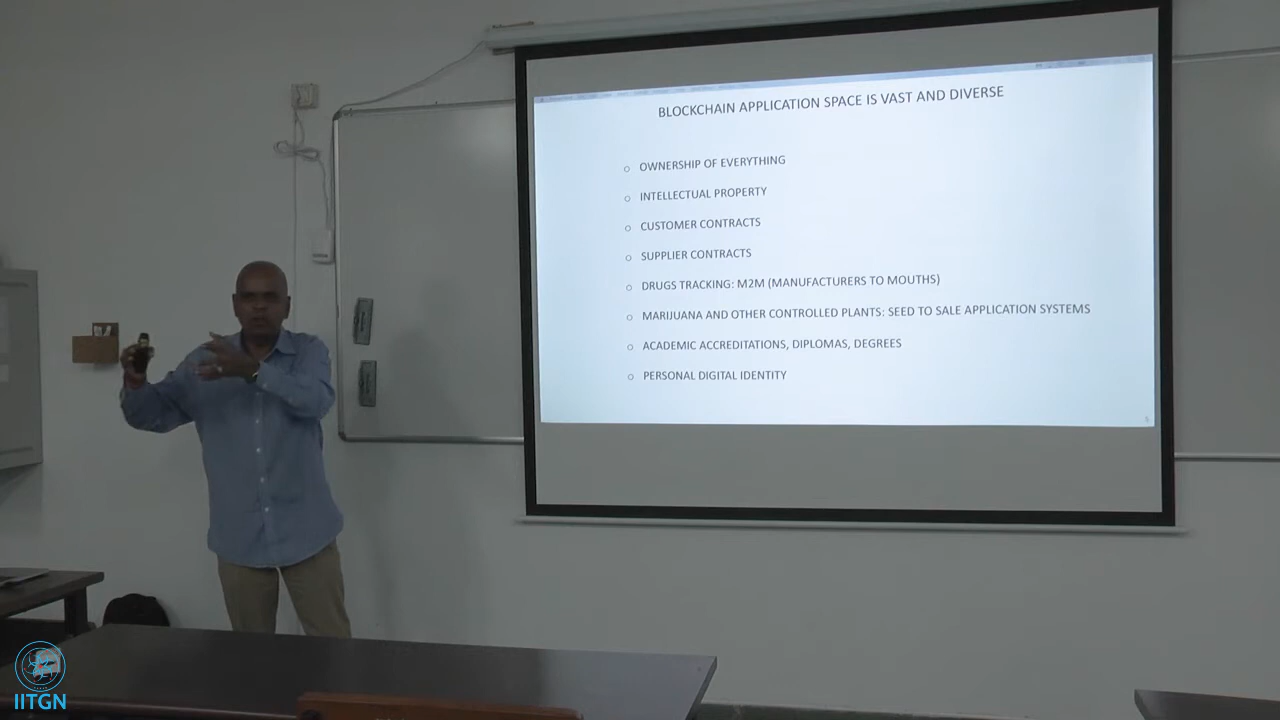 BLOCKCHAIN APPLICATION SPACE IS VAST AND DIVERSE
o OWNERSHIP OF EVERYTHING
o INTELLECTUAL PROPERTY
o CUSTOMER CONTRACTS
o SUPPLIER CONTRACTS
o DRUGS TRACKING: M2M (MANUFACTURERS TO MOUTHS)
o MARIJUANA AND OTHER CONTROLLED PLANTS: SEED TO SALE APPLICATION SYSTEMS
o ACADEMIC ACCREDITATIONS, DIPLOMAS, DEGREES
o PERSONAL DIGITAL IDENTITY
IITGN